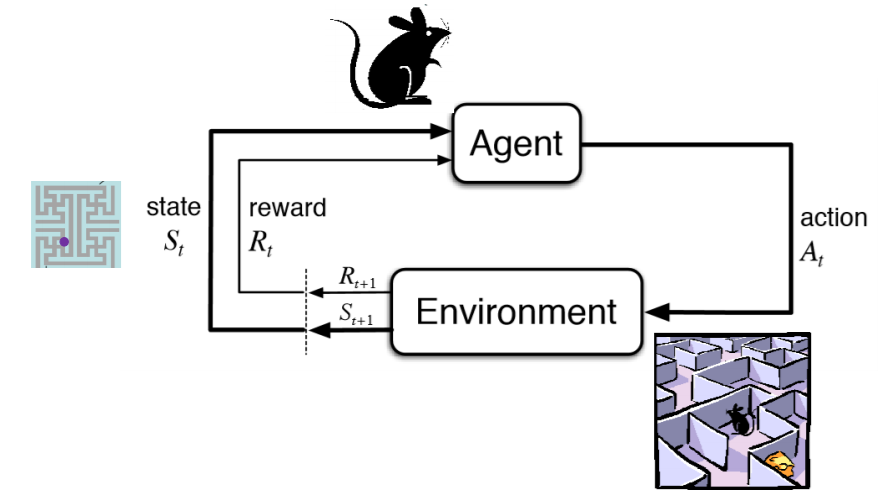 Agent
state
S_t
reward
R_t
action
A_t
R_{t+1}
S_{t+1}
Environment